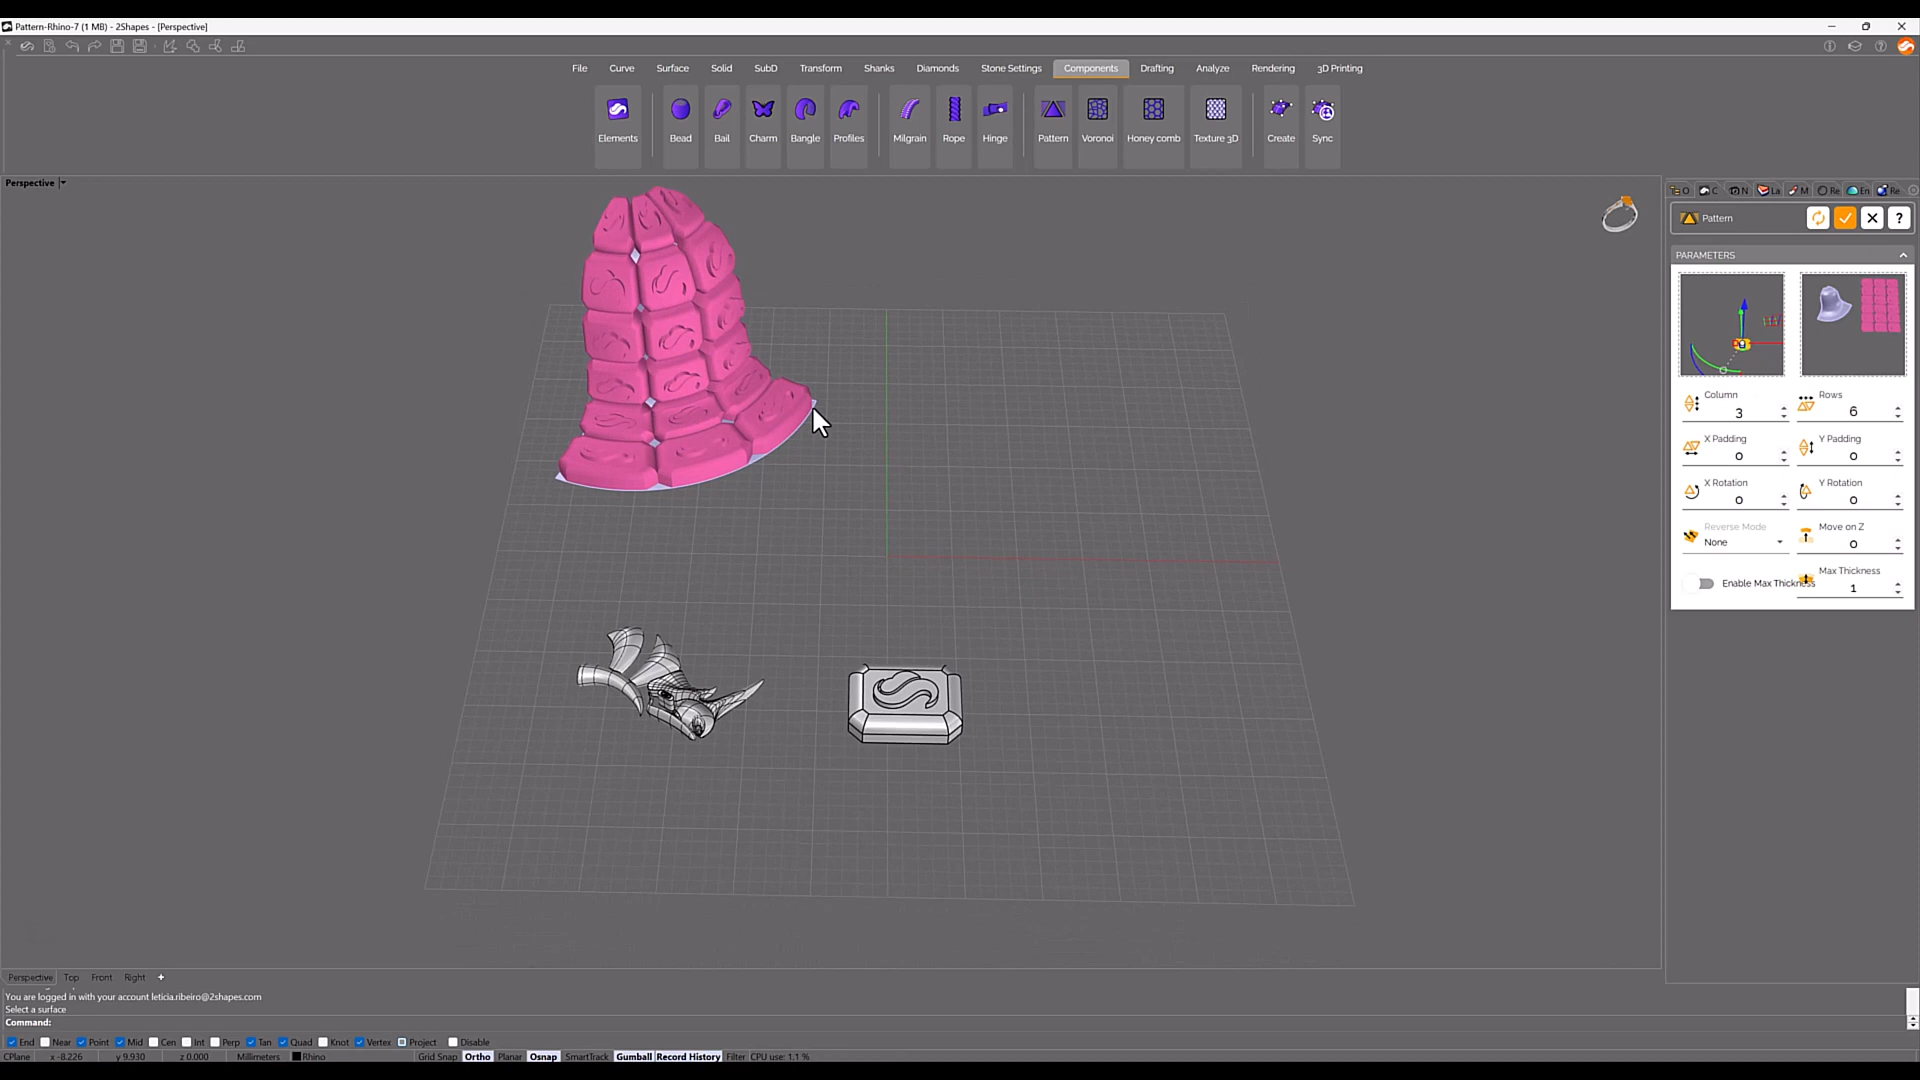 Pattern-Rhino-7 (1 MB) - 2Shapes - [Perspective]
File Curve Surface Solid SubD Transform Shanks Diamonds Stone Settings Components Drafting Analyze Rendering 3D Printing
Elements Bead Bail Charm Bangle Profiles Milgrain Rope Hinge Pattern Voronoi Honey comb Texture 3D Create Sync
Perspective
O C N La M Re En Re
Pattern ?
PARAMETERS
Column Rows
3 6
X Padding Y Padding
0 0
X Rotation Y Rotation
0 0
Reverse Mode Move on Z
None 0
Enable Max Thickness Max Thickness
1
Perspective Top Front Right
You are logged in with your account leticia.ribeiro@2shapes.com
Select a surface
Command:
End Near Point Mid Cen Int Perp Tan Quad Knot Vertex Project Disable
CPlane x -8.226 y 9.930 z 0.000 Millimeters Rhino Grid Snap Ortho Planar Osnap SmartTrack Gumball Record History Filter CPU use: 1.1 %